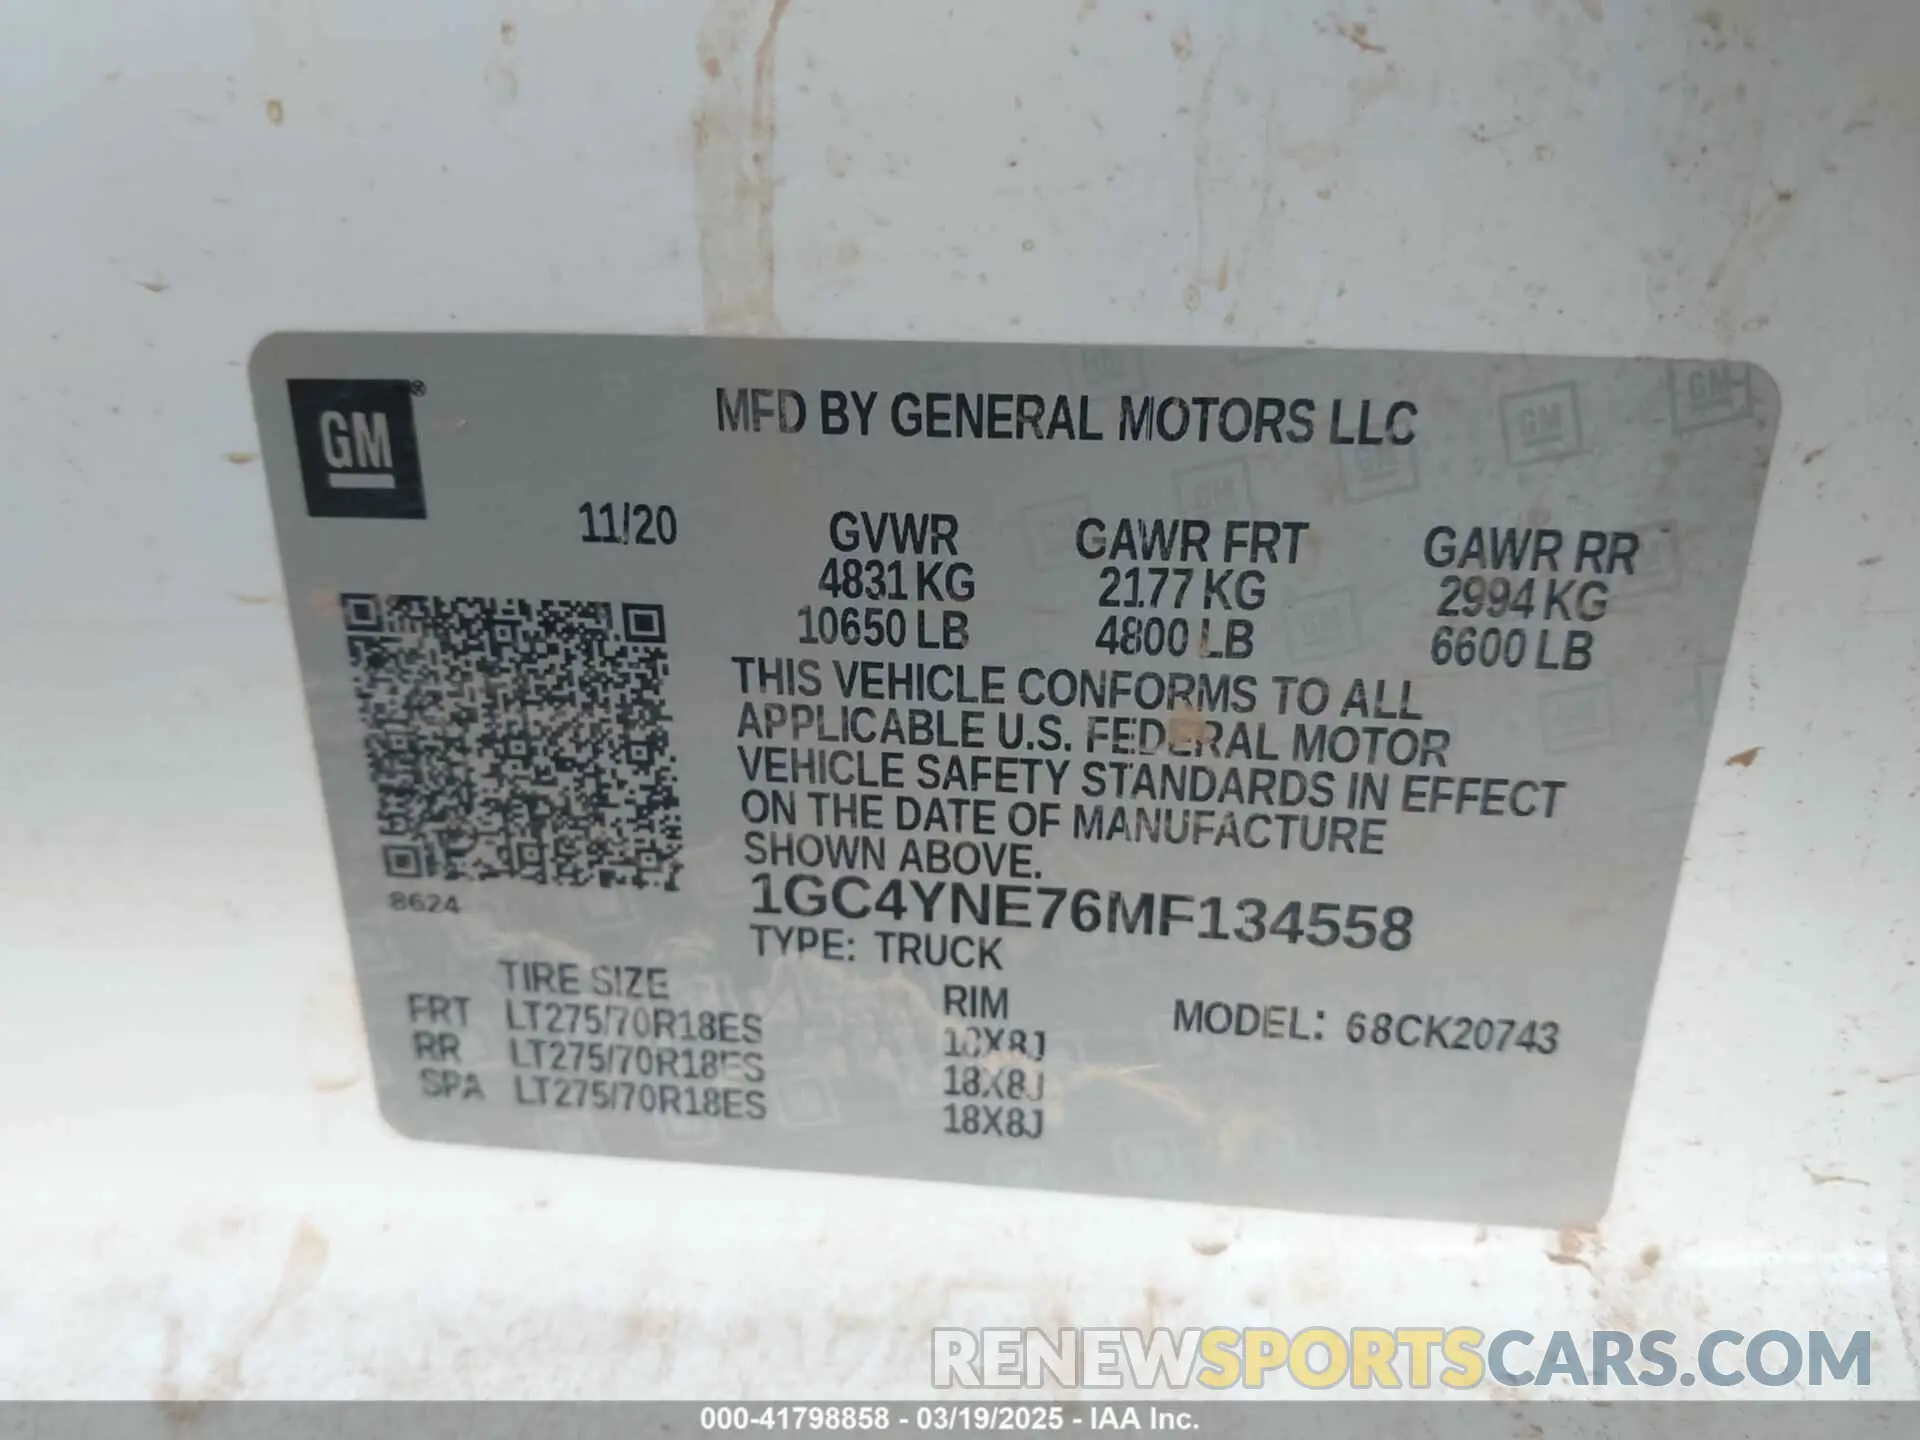 GM®
MFD BY GENERAL MOTORS LLC
11/20
GVWR GAWR FRT GAWR RR
4831 KG 2177 KG 2994 KG
10650 LB 4800 LB 6600 LB
THIS VEHICLE CONFORMS TO ALL
APPLICABLE U.S. FEDERAL MOTOR
VEHICLE SAFETY STANDARDS IN EFFECT
ON THE DATE OF MANUFACTURE
SHOWN ABOVE.
8624
1GC4YNE76MF134558
TYPE: TRUCK
TIRE SIZE RIM
MODEL: 68CK20743
FRT LT275/70R18ES 18X8J
RR LT275/70R18ES 18X8J
SPA LT275/70R18ES 18X8J
RENEWSPORTSCARS.COM
000-41798858 - 03/19/2025 - IAA Inc.